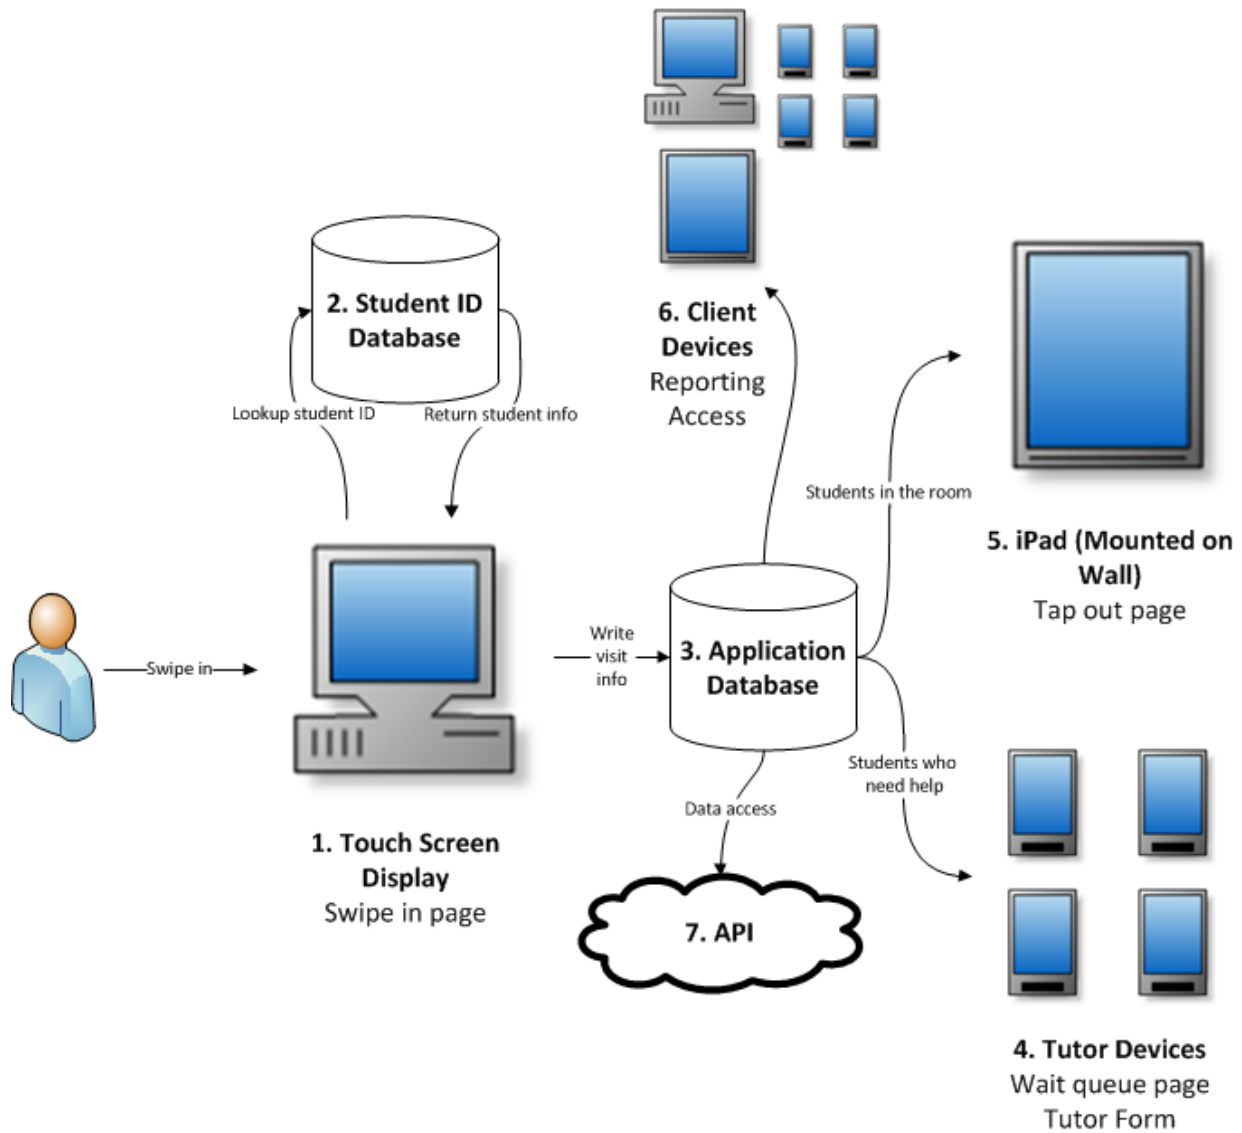 2. Student ID
Database
Lookup student ID
Return student info
6. Client
Devices
Reporting
Access
Students in the room
5. iPad (Mounted on
Wall)
Tap out page
Swipe in
Write
visit
info
3. Application
Database
Students who
need help
Data access
1. Touch Screen
Display
Swipe in page
7. API
4. Tutor Devices
Wait queue page
Tutor Form